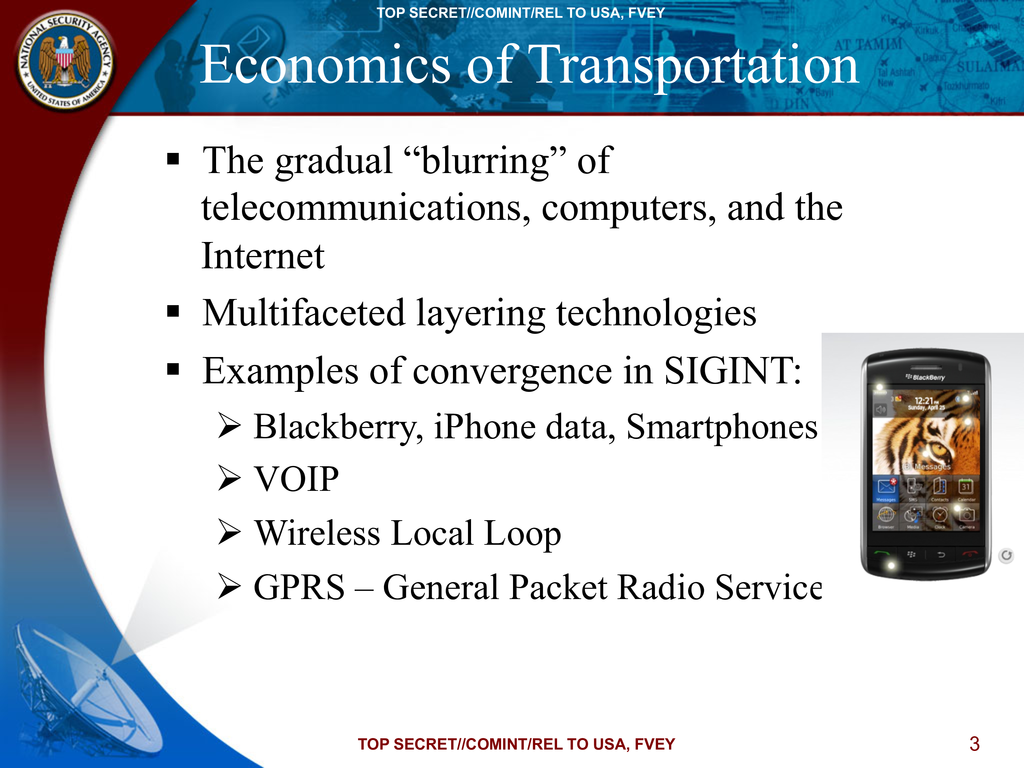 TOP SECRET//COMINT/REL TO USA, FVEY
NATIONAL SECURITY AGENCY
UNITED STATES OF AMERICA
Economics of Transportation
AT TAMIM
Kirkuk
SULAIMA
▪ The gradual “blurring” of
telecommunications, computers, and the
Internet
▪ Multifaceted layering technologies
▪ Examples of convergence in SIGINT:
➢ Blackberry, iPhone data, Smartphones
➢ VOIP
➢ Wireless Local Loop
➢ GPRS – General Packet Radio Service
BlackBerry
12:21
Sunday, April 25
Messages
31
Messages
Contacts
Calendar
Browser
Media
Clock
Camera
TOP SECRET//COMINT/REL TO USA, FVEY
3